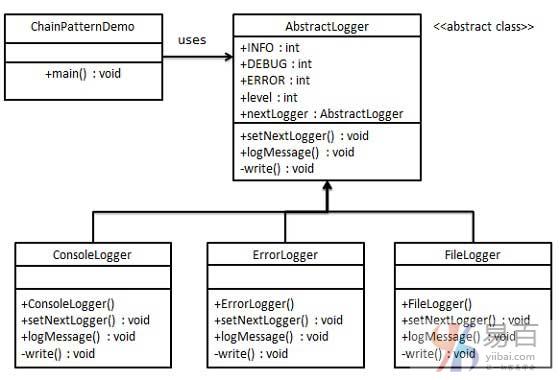 ChainPatternDemo
+main() : void
uses
AbstractLogger
<<abstract class>>
+INFO : int
+DEBUG : int
+ERROR : int
+level : int
+nextLogger : AbstractLogger
+setNextLogger() : void
+logMessage() : void
-write() : void
ConsoleLogger
+ConsoleLogger()
+setNextLogger() : void
+logMessage() : void
-write() : void
ErrorLogger
+ErrorLogger()
+setNextLogger() : void
+logMessage() : void
-write() : void
FileLogger
+FileLogger()
+setNextLogger() : void
+logMessage() : void
-write() : void
易百
yiibai.com